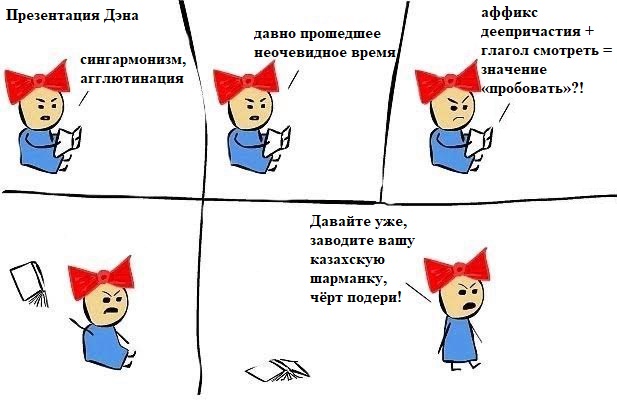 Презентация Дэна
сингармонизм,
агглютинация
давно прошедшее
неочевидное время
аффикс
деепричастия +
глагол смотреть =
значение
«пробовать»?!
Давайте уже,
заводите вашу
казахскую
шарманку,
чёрт подери!